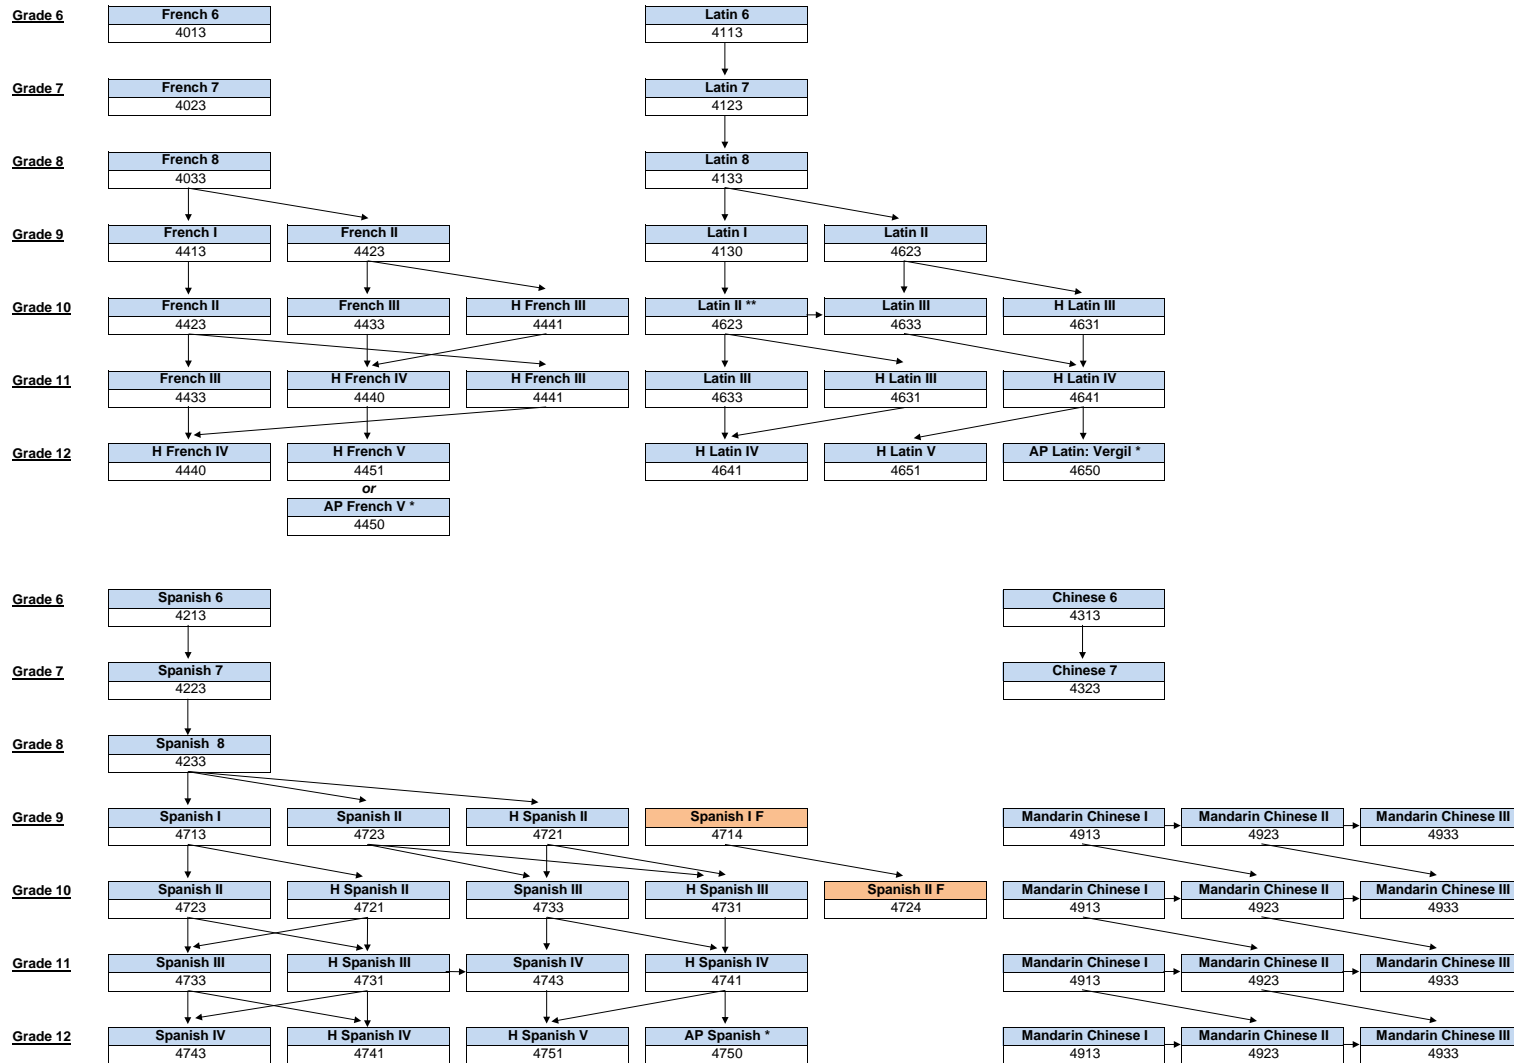 Grade 6 French 6 Latin 6
4013 4113
Grade 7 French 7 Latin 7
4023 4123
Grade 8 French 8 Latin 8
4033 4133
Grade 9 French I French II Latin I Latin II
4413 4423 4130 4623
Grade 10 French II French III H French III Latin II ** Latin III H Latin III
4423 4433 4441 4623 4633 4631
Grade 11 French III H French IV H French III Latin III H Latin III H Latin IV
4433 4440 4441 4633 4631 4641
Grade 12 H French IV H French V H Latin IV H Latin V AP Latin: Vergil *
4440 4451 4641 4651 4650
or
AP French V *
4450
Grade 6 Spanish 6 Chinese 6
4213 4313
Grade 7 Spanish 7 Chinese 7
4223 4323
Grade 8 Spanish 8
4233
Grade 9 Spanish I Spanish II H Spanish II Spanish I F Mandarin Chinese I Mandarin Chinese II Mandarin Chinese III
4713 4723 4721 4714 4913 4923 4933
Grade 10 Spanish II H Spanish II Spanish III H Spanish III Spanish II F Mandarin Chinese I Mandarin Chinese II Mandarin Chinese III
4723 4721 4733 4731 4724 4913 4923 4933
Grade 11 Spanish III H Spanish III Spanish IV H Spanish IV Mandarin Chinese I Mandarin Chinese II Mandarin Chinese III
4733 4731 4743 4741 4913 4923 4933
Grade 12 Spanish IV H Spanish IV H Spanish V AP Spanish * Mandarin Chinese I Mandarin Chinese II Mandarin Chinese III
4743 4741 4751 4750 4913 4923 4933